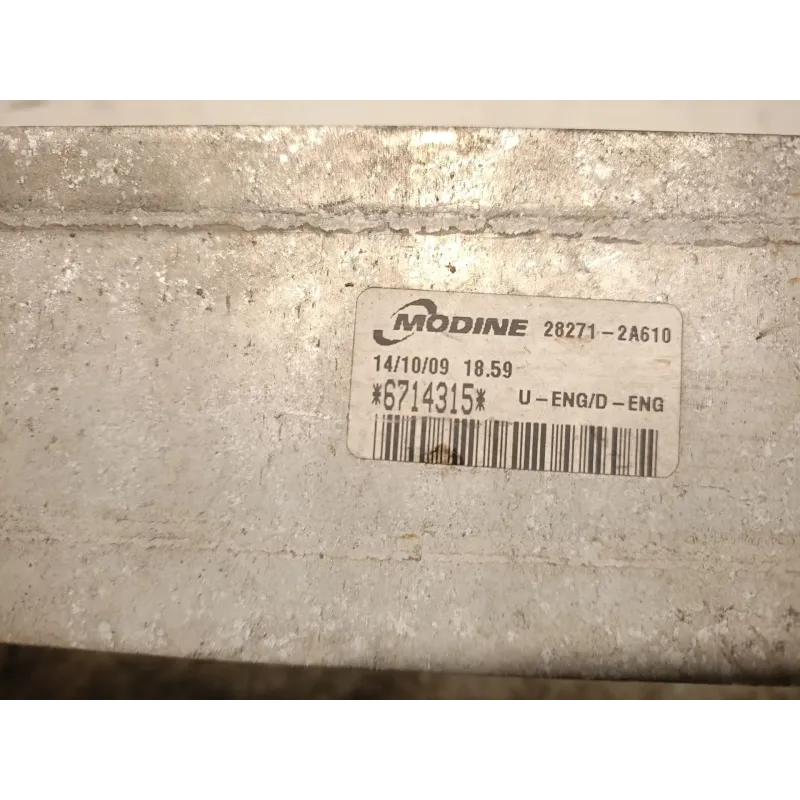 MODINE 28271-2A610
14/10/09 18.59
*6714315* U-ENG/D-ENG